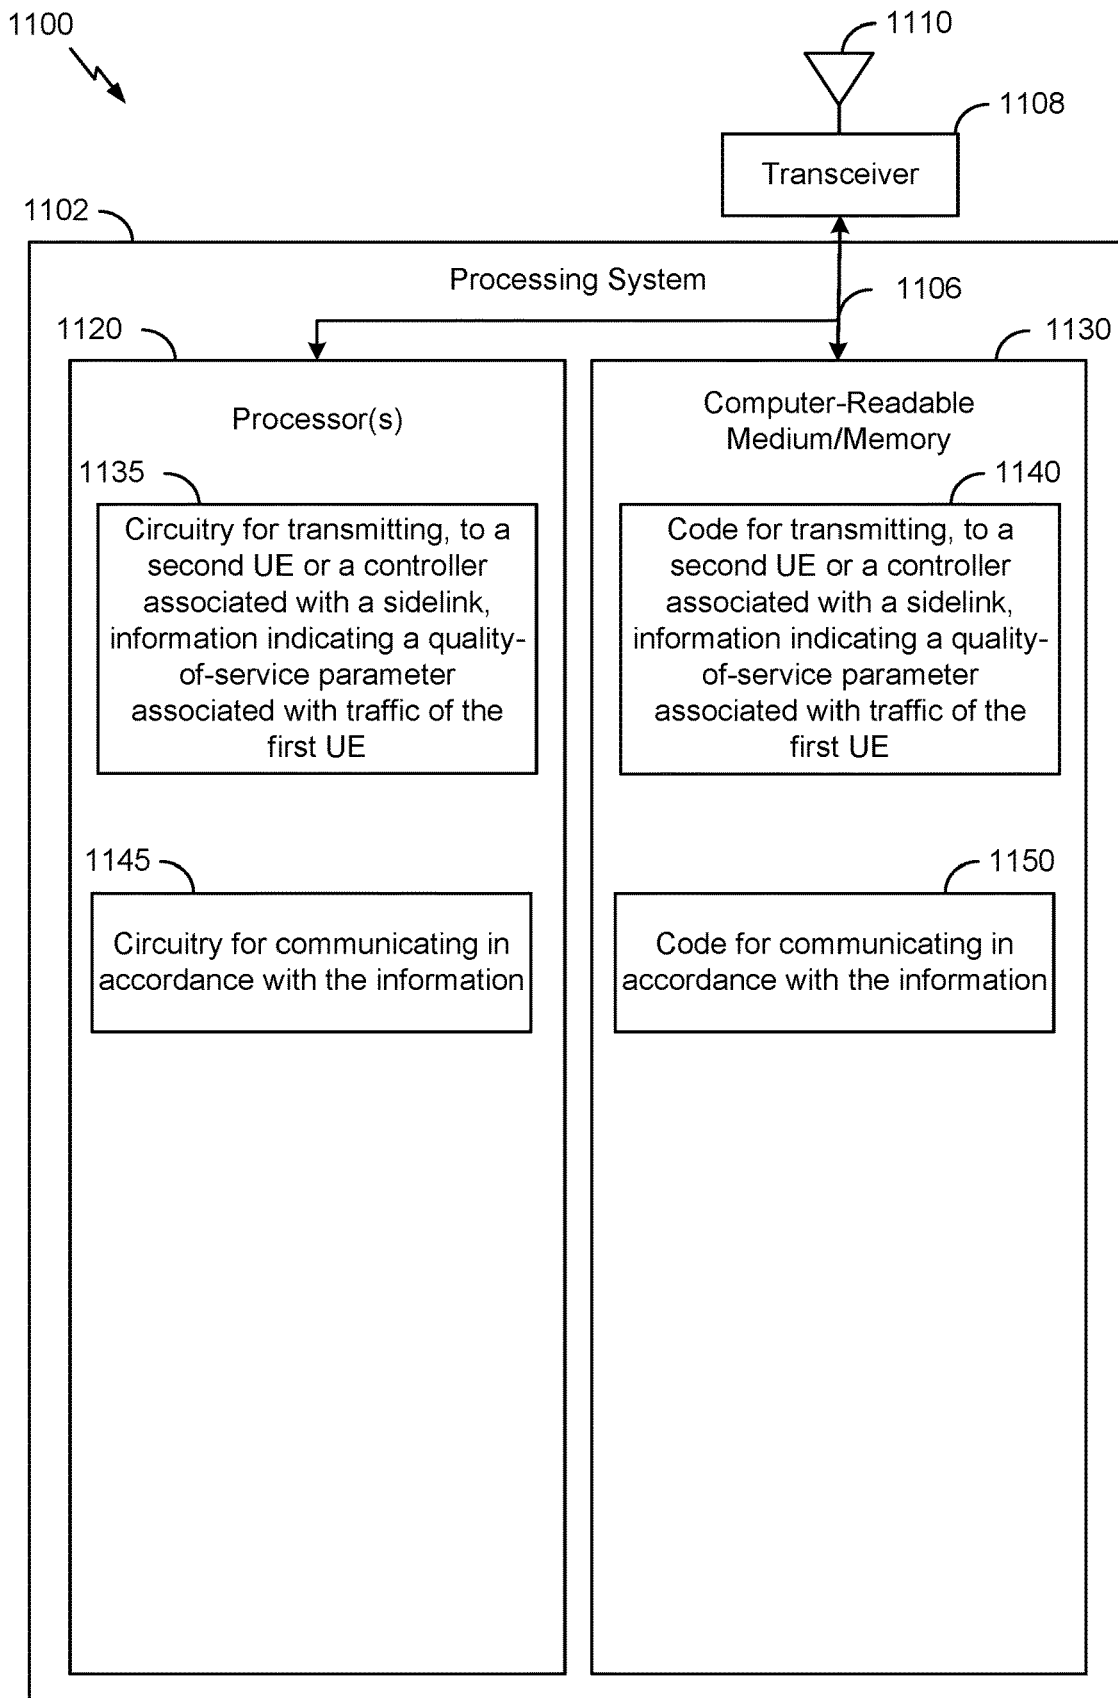 1100
1110
1108
Transceiver
1102
Processing System
1106
1120
1130
Processor(s)
Computer-Readable
Medium/Memory
1135
1140
Circuitry for transmitting, to a
second UE or a controller
associated with a sidelink,
information indicating a quality-
of-service parameter
associated with traffic of the
first UE
Code for transmitting, to a
second UE or a controller
associated with a sidelink,
information indicating a quality-
of-service parameter
associated with traffic of the
first UE
1145
1150
Circuitry for communicating in
accordance with the information
Code for communicating in
accordance with the information